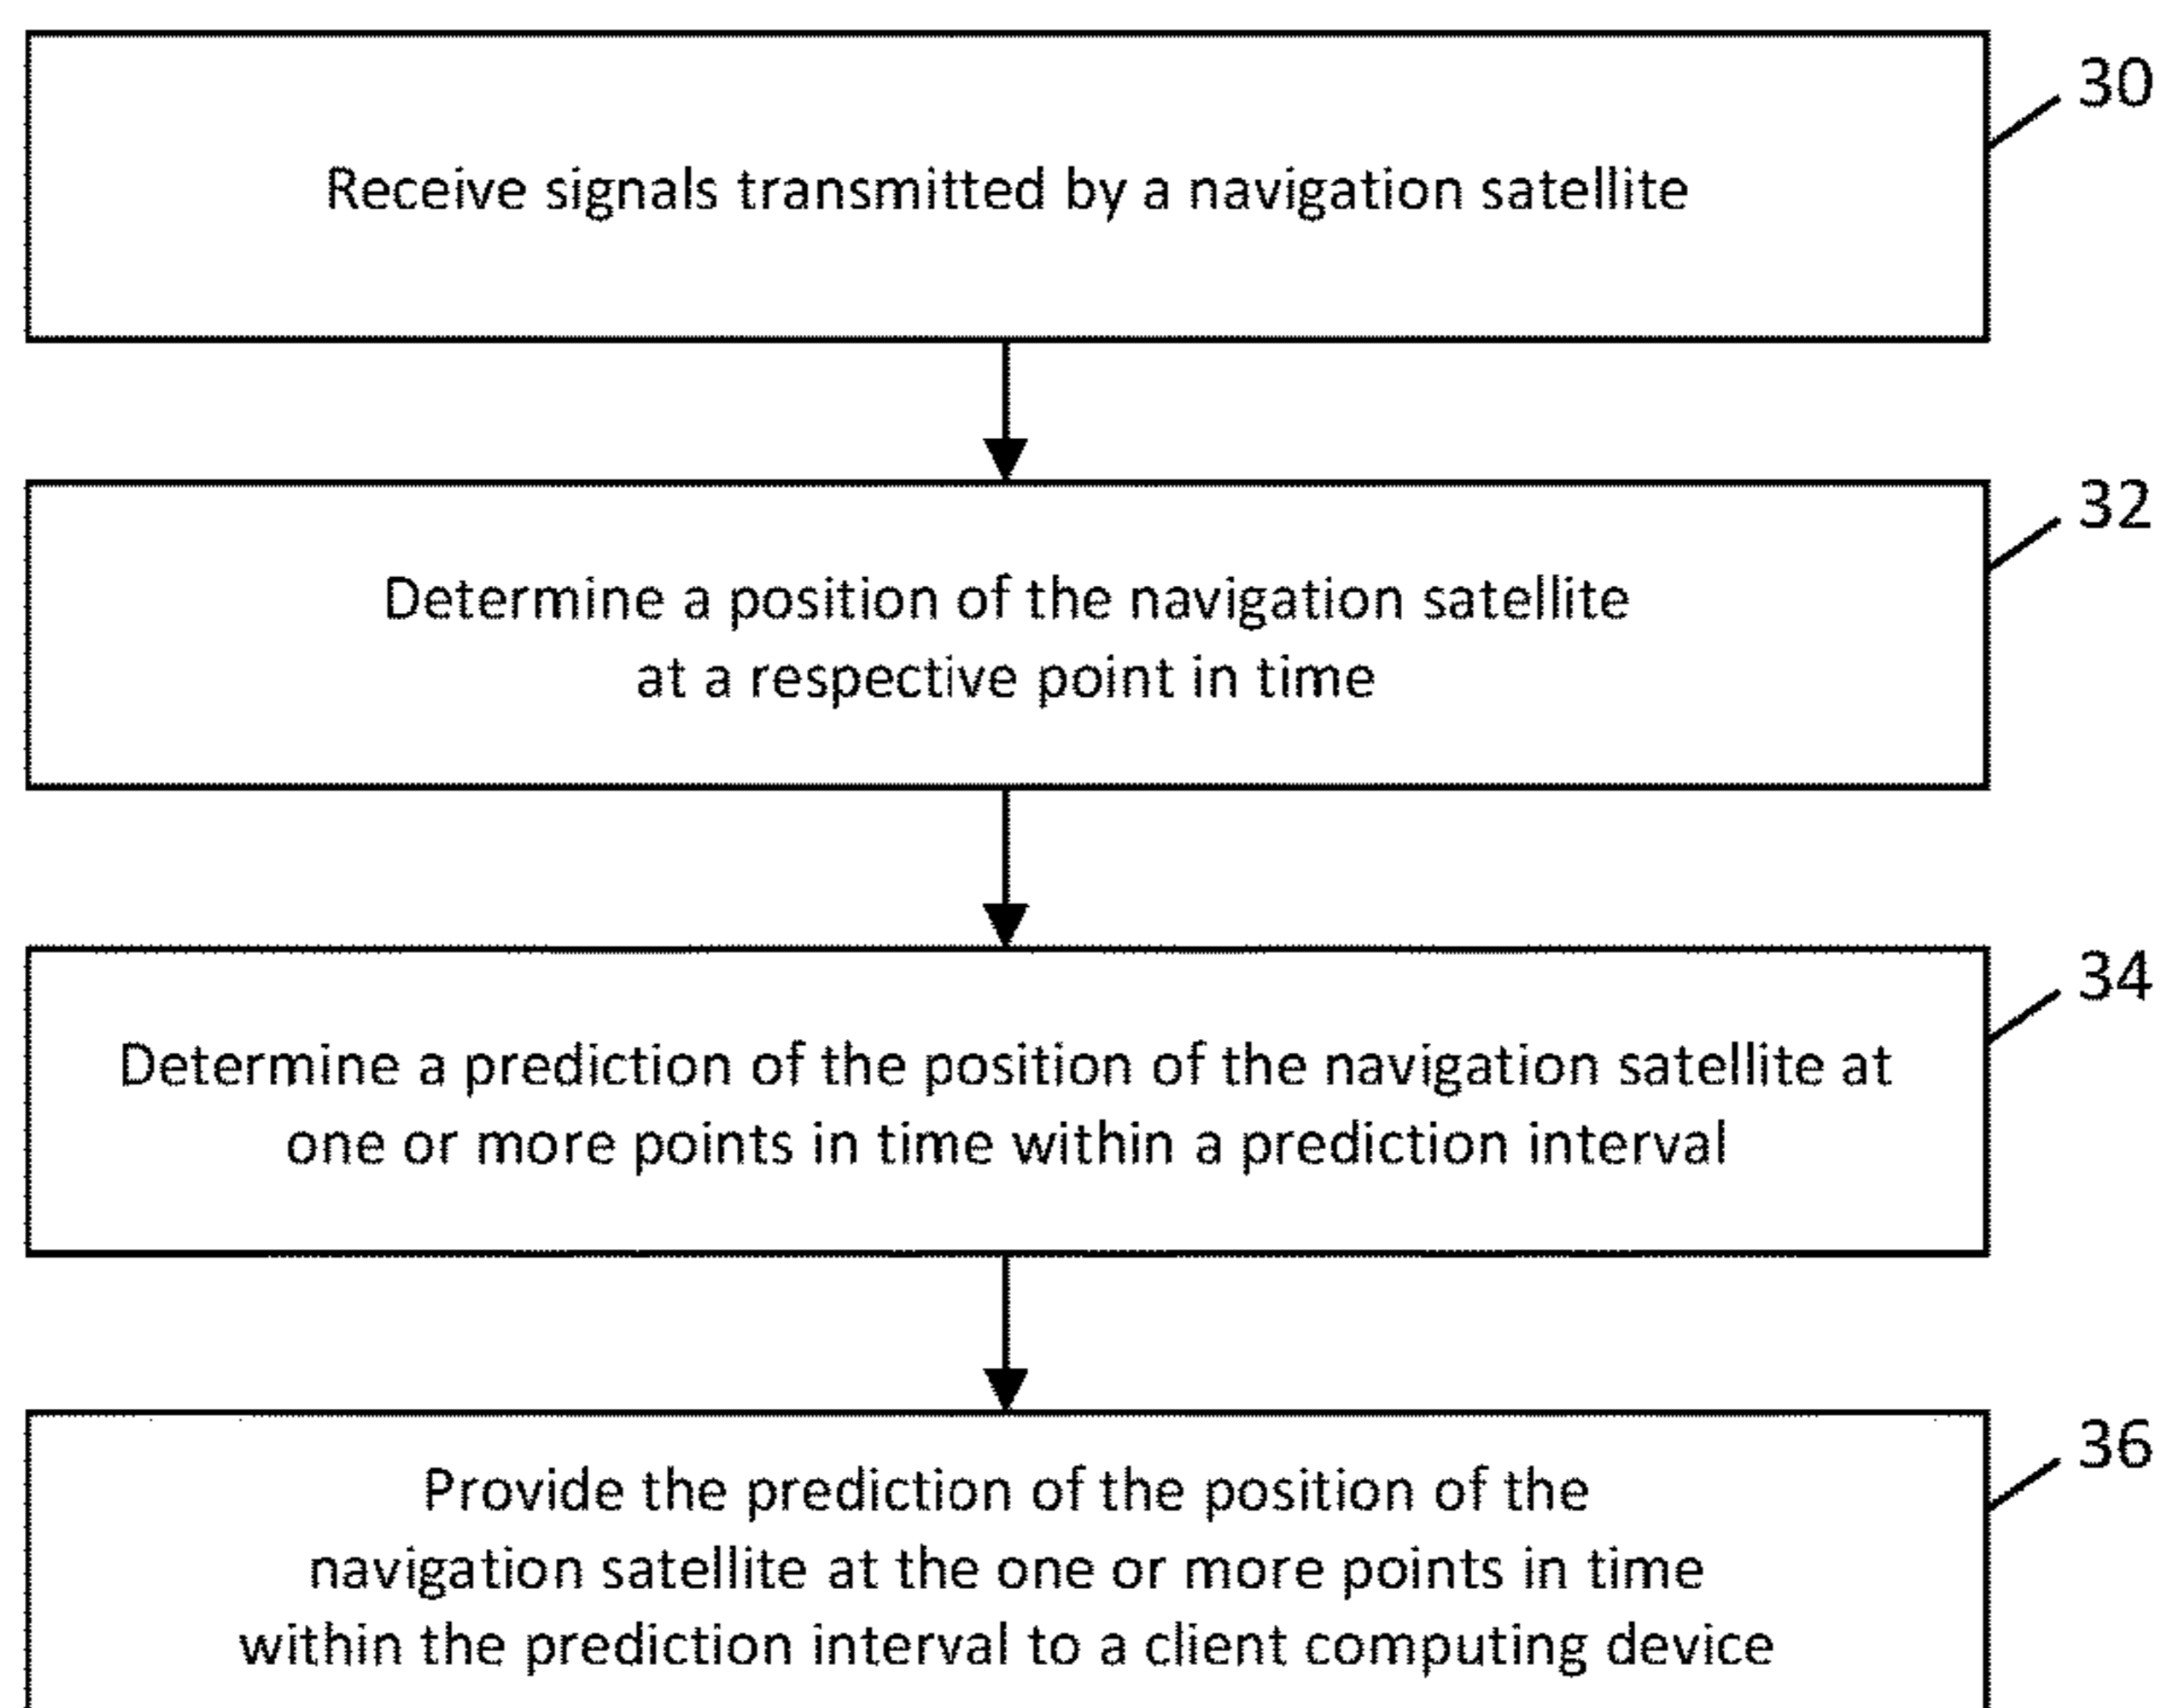 30
Receive signals transmitted by a navigation satellite
32
Determine a position of the navigation satellite
at a respective point in time
34
Determine a prediction of the position of the navigation satellite at
one or more points in time within a prediction interval
36
Provide the prediction of the position of the
navigation satellite at the one or more points in time
within the prediction interval to a client computing device